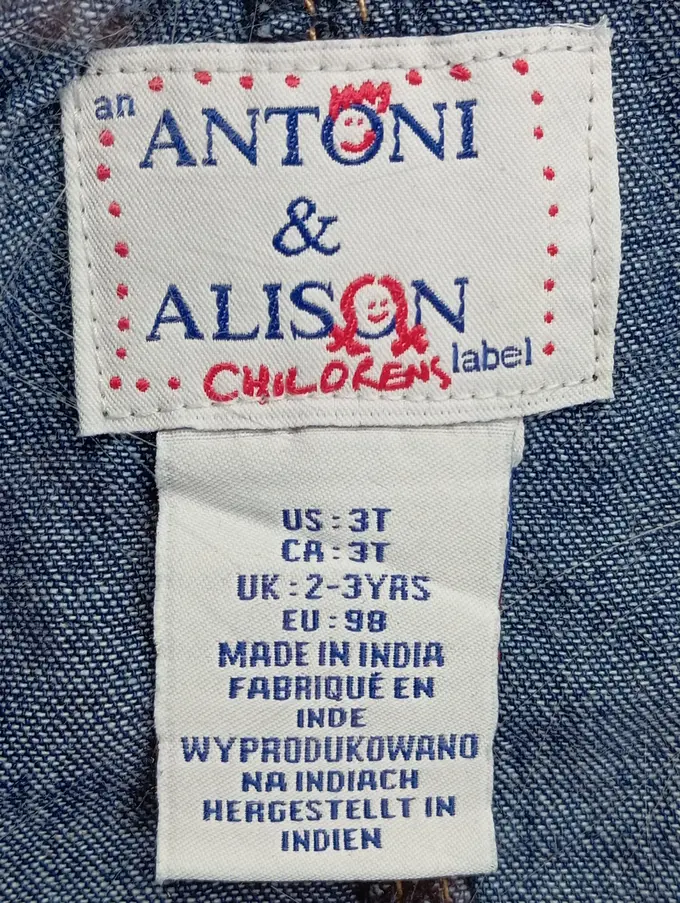 an
ANTONI
&
ALISON
CHILDRENS label
US : 3T
CA : 3T
UK : 2-3YRS
EU : 98
MADE IN INDIA
FABRIQUÉ EN
INDE
WYPRODUKOWANO
NA INDIACH
HERGESTELLT IN
INDIEN